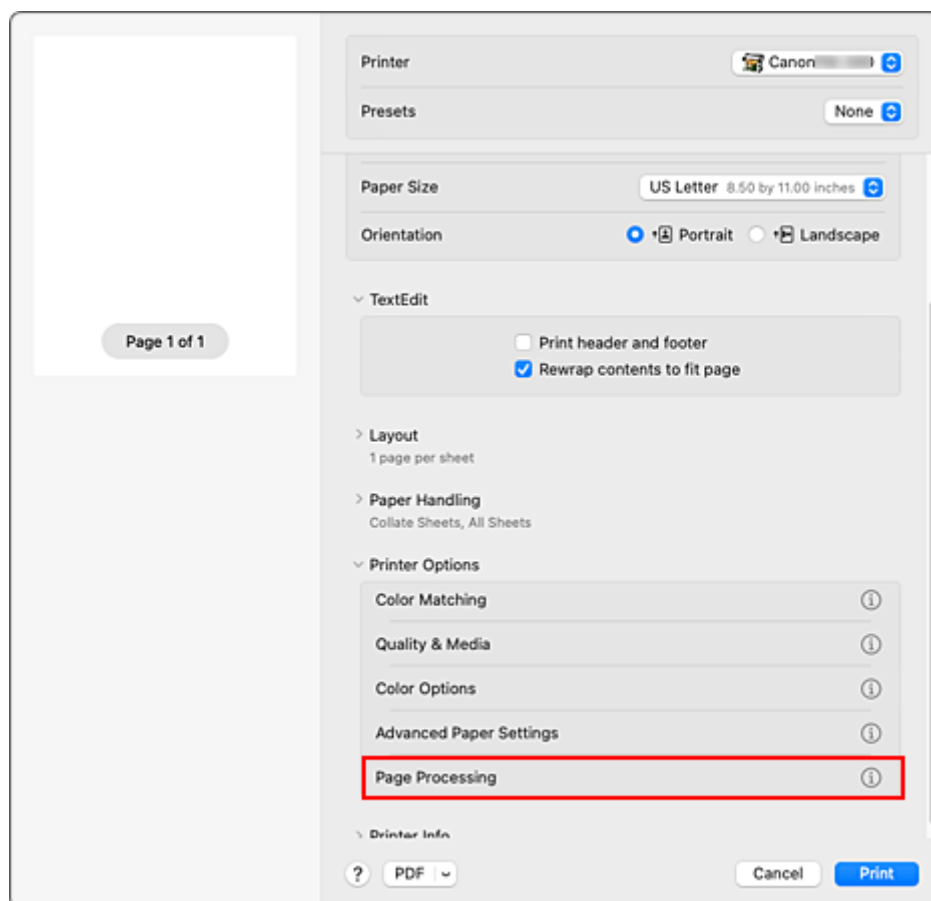 Printer Canon
Presets None
Paper Size US Letter 8.50 by 11.00 inches
Orientation Portrait Landscape
TextEdit
Print header and footer
Page 1 of 1
Rewrap contents to fit page
Layout
1 page per sheet
Paper Handling
Collate Sheets, All Sheets
Printer Options
Color Matching
Quality & Media
Color Options
Advanced Paper Settings
Page Processing
Printer Info
? PDF Cancel Print